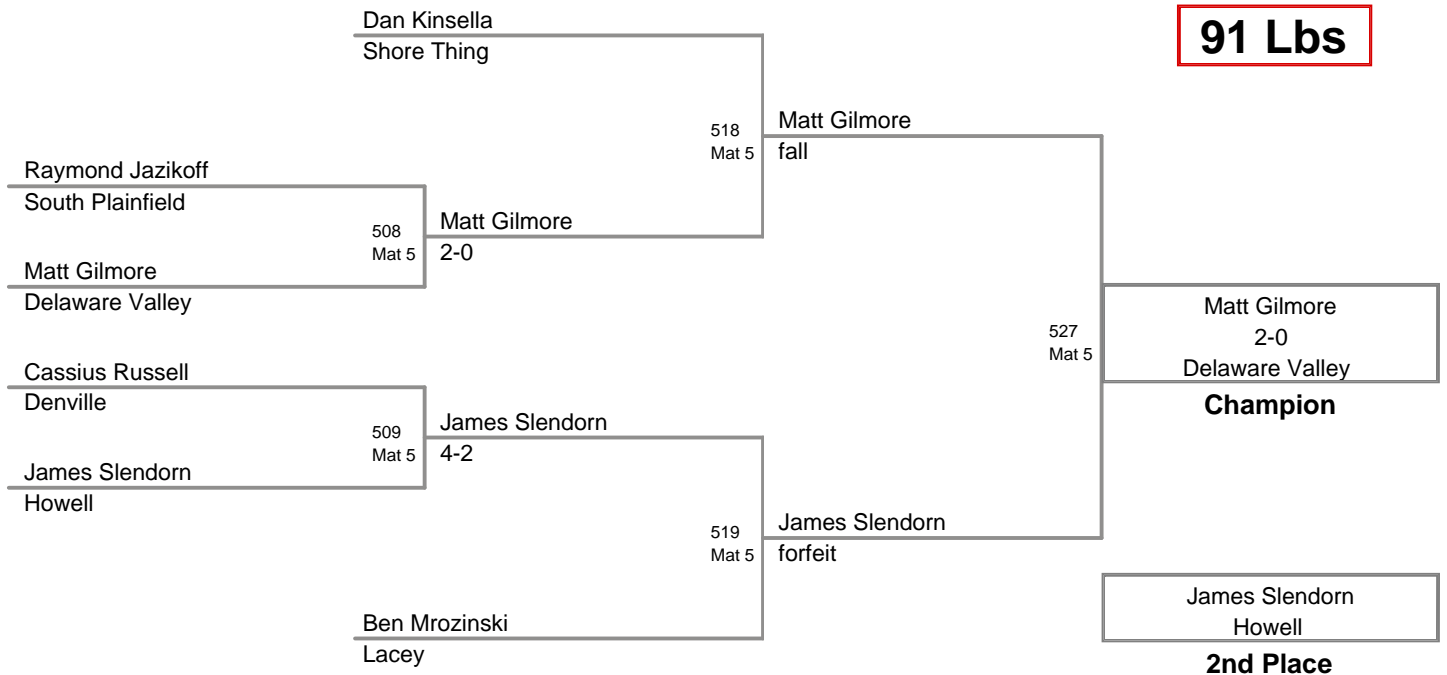 Dan Kinsella
Shore Thing
91 Lbs
518
Mat 5
Matt Gilmore
fall
Raymond Jazikoff
South Plainfield
508
Mat 5
Matt Gilmore
2-0
Matt Gilmore
Delaware Valley
527
Mat 5
Matt Gilmore
2-0
Delaware Valley
Champion
Cassius Russell
Denville
509
Mat 5
James Slendorn
4-2
James Slendorn
Howell
519
Mat 5
James Slendorn
forfeit
Ben Mrozinski
Lacey
James Slendorn
Howell
2nd Place